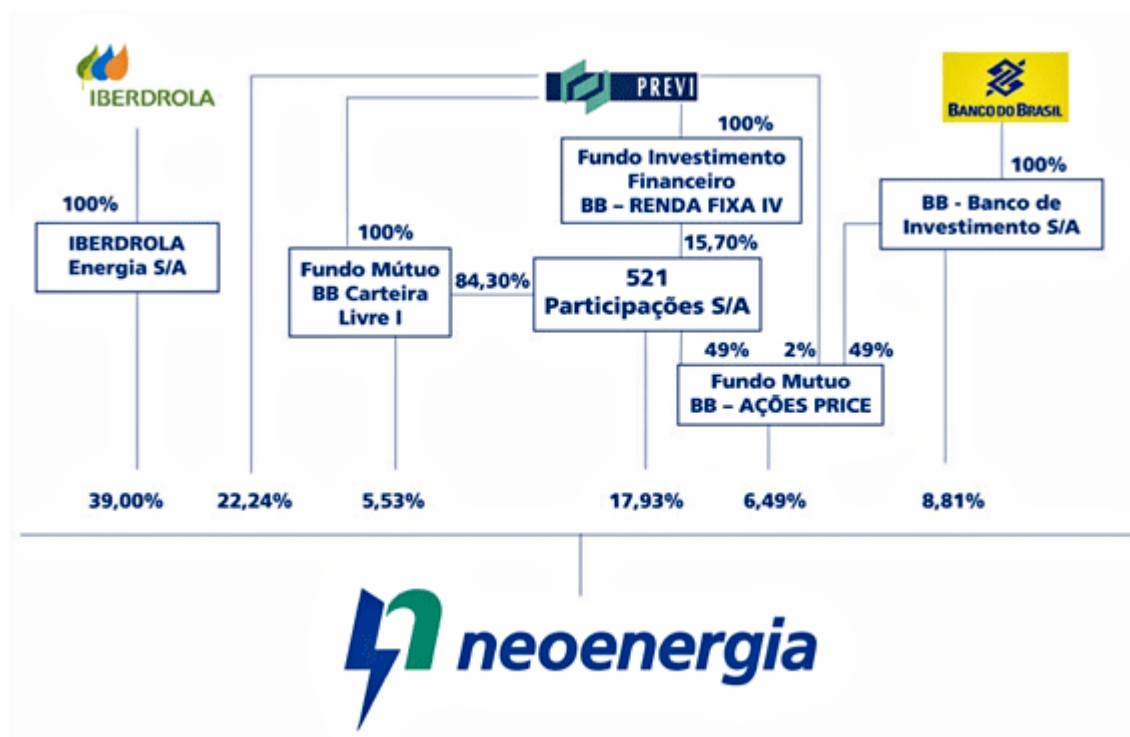 IBERDROLA
PREVI
BANCO DO BRASIL
100%
100%
Fundo Investimento
Financeiro
BB – RENDA FIXA IV
BB - Banco de
Investimento S/A
100%
IBERDROLA
Energia S/A
100%
Fundo Mútuo
BB Carteira
Livre I
84,30%
15,70%
521
Participações S/A
49%
2%
49%
Fundo Mutuo
BB – AÇÕES PRICE
39,00%
22,24%
5,53%
17,93%
6,49%
8,81%
neoenergia